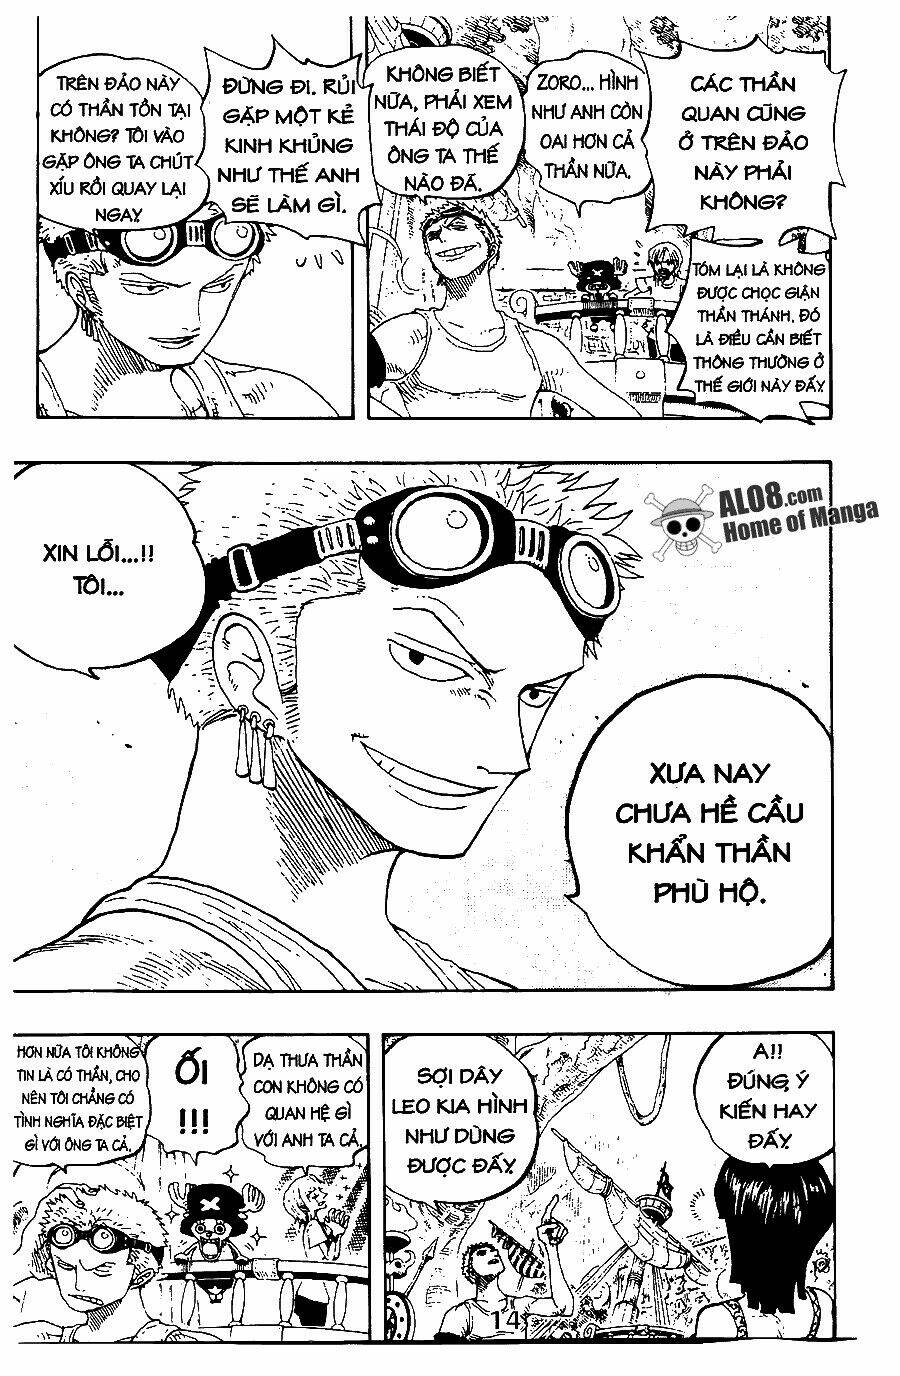 TRÊN ĐẢO NÀY
CÓ THẦN TỒN TẠI
KHÔNG? TÔI VÀO
GẶP ÔNG TA CHÚT
XÍU RỒI QUAY LẠI
NGAY.
ĐỪNG ĐI. RỦI
GẶP MỘT KẺ
KINH KHỦNG
NHƯ THẾ ANH
SẼ LÀM GÌ.
KHÔNG BIẾT
NỮA, PHẢI XEM
THÁI ĐỘ CỦA
ÔNG TA THẾ
NÀO ĐÃ.
ZORO... HÌNH
NHƯ ANH CÒN
OAI HƠN CẢ
THẦN NỮA.
CÁC THẦN
QUAN CŨNG
Ở TRÊN ĐẢO
NÀY PHẢI
KHÔNG?
TÓM LẠI LÀ KHÔNG
ĐƯỢC CHỌC GIẬN
THẦN THÁNH. ĐÓ
LÀ ĐIỀU CẦN BIẾT
THÔNG THƯỜNG Ở
THẾ GIỚI NÀY ĐẤY.
ALO8.com
Home of Manga
XIN LỖI...!!
TÔI...
XƯA NAY
CHƯA HỀ CẦU
KHẨN THẦN
PHÙ HỘ.
HƠN NỮA TÔI KHÔNG
TIN LÀ CÓ THẦN, CHO
NÊN TÔI CHẲNG CÓ
TÌNH NGHĨA ĐẶC BIỆT
GÌ VỚI ÔNG TA CẢ.
ỐI
!!!
DẠ THƯA THẦN
CON KHÔNG CÓ
QUAN HỆ GÌ
VỚI ANH TA CẢ.
SỢI DÂY
LEO KIA HÌNH
NHƯ DÙNG
ĐƯỢC ĐẤY.
A!!
ĐÚNG, Ý
KIẾN HAY
ĐẤY.
14